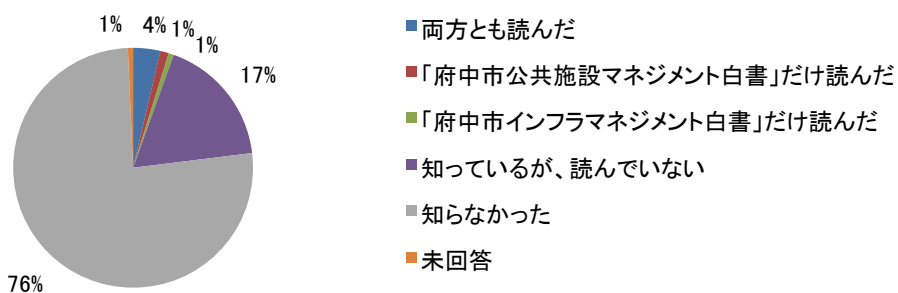 1%
4%
1%
1%
17%
76%
両方とも読んだ
「府中市公共施設マネジメント白書」だけ読んだ
「府中市インフラマネジメント白書」だけ読んだ
知っているが、読んでいない
知らなかった
未回答